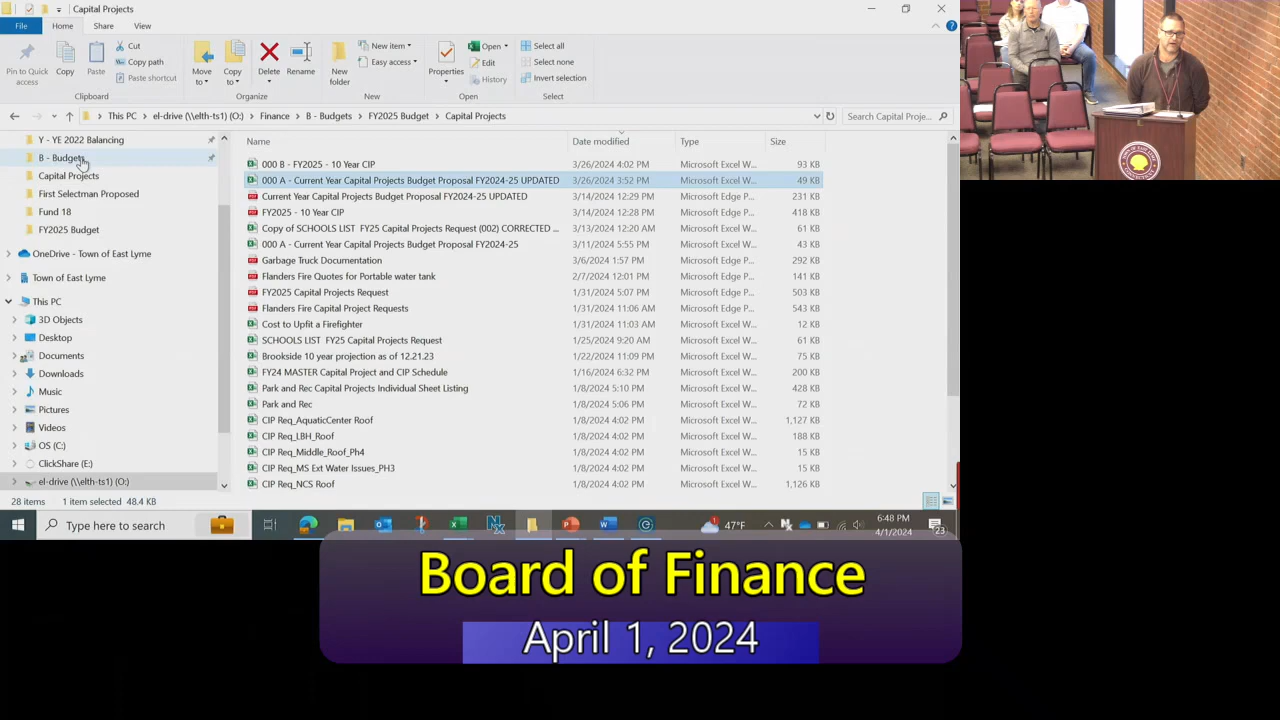 Capital Projects
File Home Share View
Pin to Quick access
Copy
Paste
Cut
Copy path
Paste shortcut
Clipboard
Move to
Copy to
Delete
Rename
Organize
New folder
New item
Easy access
New
Properties
Open
Edit
History
Open
Select all
Select none
Invert selection
Select
This PC > el-drive (\\elth-ts1) (O:) > Finance > B - Budgets > FY2025 Budget > Capital Projects
Search Capital Proje...
Y - YE 2022 Balancing
B - Budgets
Capital Projects
First Selectman Proposed
Fund 18
FY2025 Budget
OneDrive - Town of East Lyme
Town of East Lyme
This PC
3D Objects
Desktop
Documents
Downloads
Music
Pictures
Videos
OS (C:)
ClickShare (E:)
el-drive (\\elth-ts1) (O:)
Name Date modified Type Size
000 B - FY2025 - 10 Year CIP 3/26/2024 4:02 PM Microsoft Excel W... 93 KB
000 A - Current Year Capital Projects Budget Proposal FY2024-25 UPDATED 3/26/2024 3:52 PM Microsoft Excel W... 49 KB
Current Year Capital Projects Budget Proposal FY2024-25 UPDATED 3/14/2024 12:29 PM Microsoft Edge P... 206 KB
FY2025 - 10 Year CIP 3/14/2024 12:28 PM Microsoft Edge P... 418 KB
Copy of SCHOOLS LIST FY25 Capital Projects Request (002) CORRECTED ... 3/13/2024 12:20 AM Microsoft Excel W... 61 KB
000 A - Current Year Capital Projects Budget Proposal FY2024-25 3/11/2024 5:55 PM Microsoft Excel W... 43 KB
Garbage Truck Documentation 3/6/2024 1:57 PM Microsoft Edge P... 292 KB
Flanders Fire Quotes for Portable water tank 2/7/2024 12:01 PM Microsoft Edge P... 141 KB
FY2025 Capital Projects Request 1/31/2024 5:07 PM Microsoft Edge P... 503 KB
Flanders Fire Capital Project Requests 1/31/2024 11:06 AM Microsoft Edge P... 543 KB
Cost to Upfit a Firefighter 1/31/2024 11:03 AM Microsoft Excel W... 12 KB
SCHOOLS LIST FY25 Capital Projects Request 1/25/2024 9:20 AM Microsoft Excel W... 61 KB
Brookside 10 year projection as of 12.21.23 1/22/2024 11:09 PM Microsoft Excel W... 75 KB
FY24 MASTER Capital Project and CIP Schedule 1/16/2024 6:32 PM Microsoft Excel W... 200 KB
Park and Rec Capital Projects Individual Sheet Listing 1/8/2024 5:10 PM Microsoft Excel W... 428 KB
Park and Rec 1/8/2024 5:06 PM Microsoft Excel W... 72 KB
CIP Req_AquaticCenter Roof 1/8/2024 4:02 PM Microsoft Excel W... 1,127 KB
CIP Req_LBH_Roof 1/8/2024 4:02 PM Microsoft Excel W... 188 KB
CIP Req_Middle_Roof_Ph4 1/8/2024 4:02 PM Microsoft Excel W... 15 KB
CIP Req_MS Ext Water Issues_PH3 1/8/2024 4:02 PM Microsoft Excel W... 15 KB
CIP Req_NCS Roof 1/8/2024 4:02 PM Microsoft Excel W... 1,126 KB
28 items 1 item selected 48.4 KB
Type here to search
47°F
6:48 PM
4/1/2024
23
Board of Finance
April 1, 2024